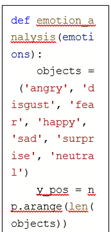 def emotion_a
nalysis(emoti
ons):
    objects =
 ('angry', 'd
isgust', 'fea
r', 'happy',
'sad', 'surpr
ise', 'neutra
l')
    y_pos = n
p.arange(len(
objects))